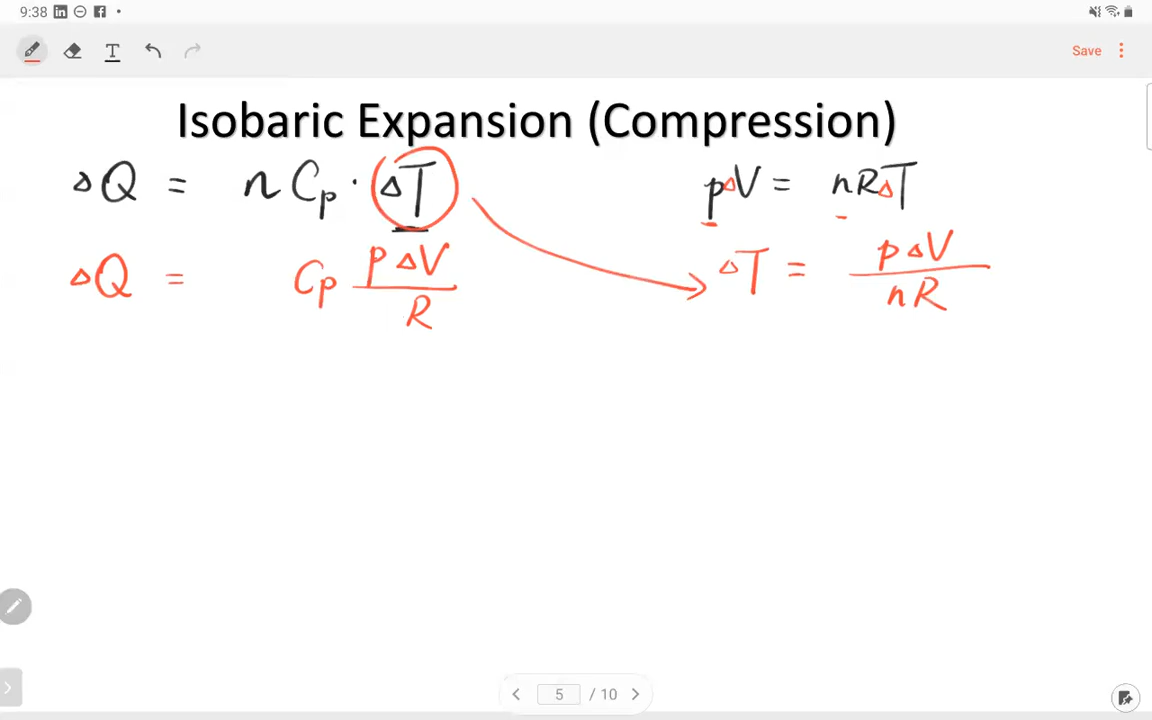 9:38
Save
Isobaric Expansion (Compression)
ΔQ = nCp · ΔT
pΔV = nRΔT
ΔQ = Cp pΔV / R
ΔT = pΔV / nR
5 / 10